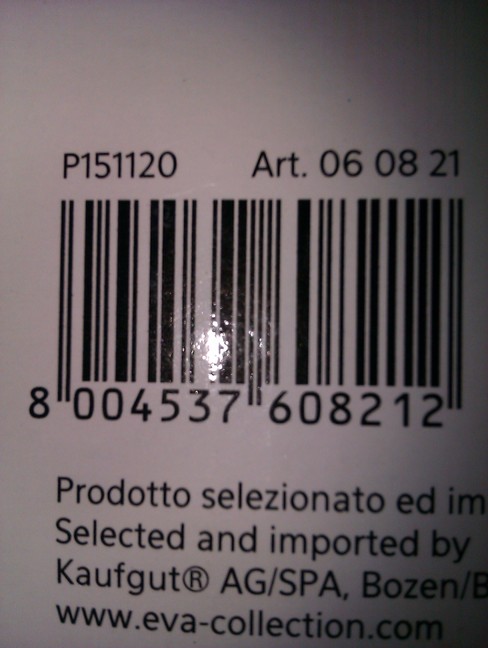 P151120 Art. 06 08 21
8 004537 608212
Prodotto selezionato ed im
Selected and imported by
Kaufgut® AG/SPA, Bozen/B
www.eva-collection.com